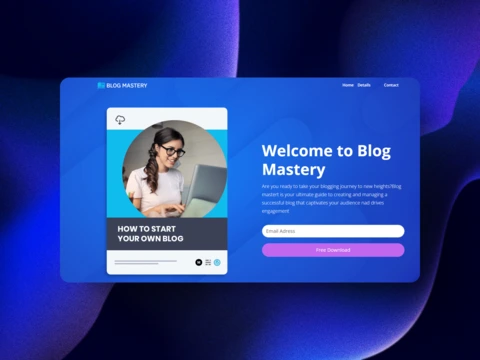 BLOG MASTERY
Home Details Contact
HOW TO START
YOUR OWN BLOG
Welcome to Blog
Mastery
Are you ready to take your blogging journey to new heights?Blog
mastert is your ultimate guide to creating and managing a
successful blog that captivates your audience nad drives
engagement
Email Adress
Free Download